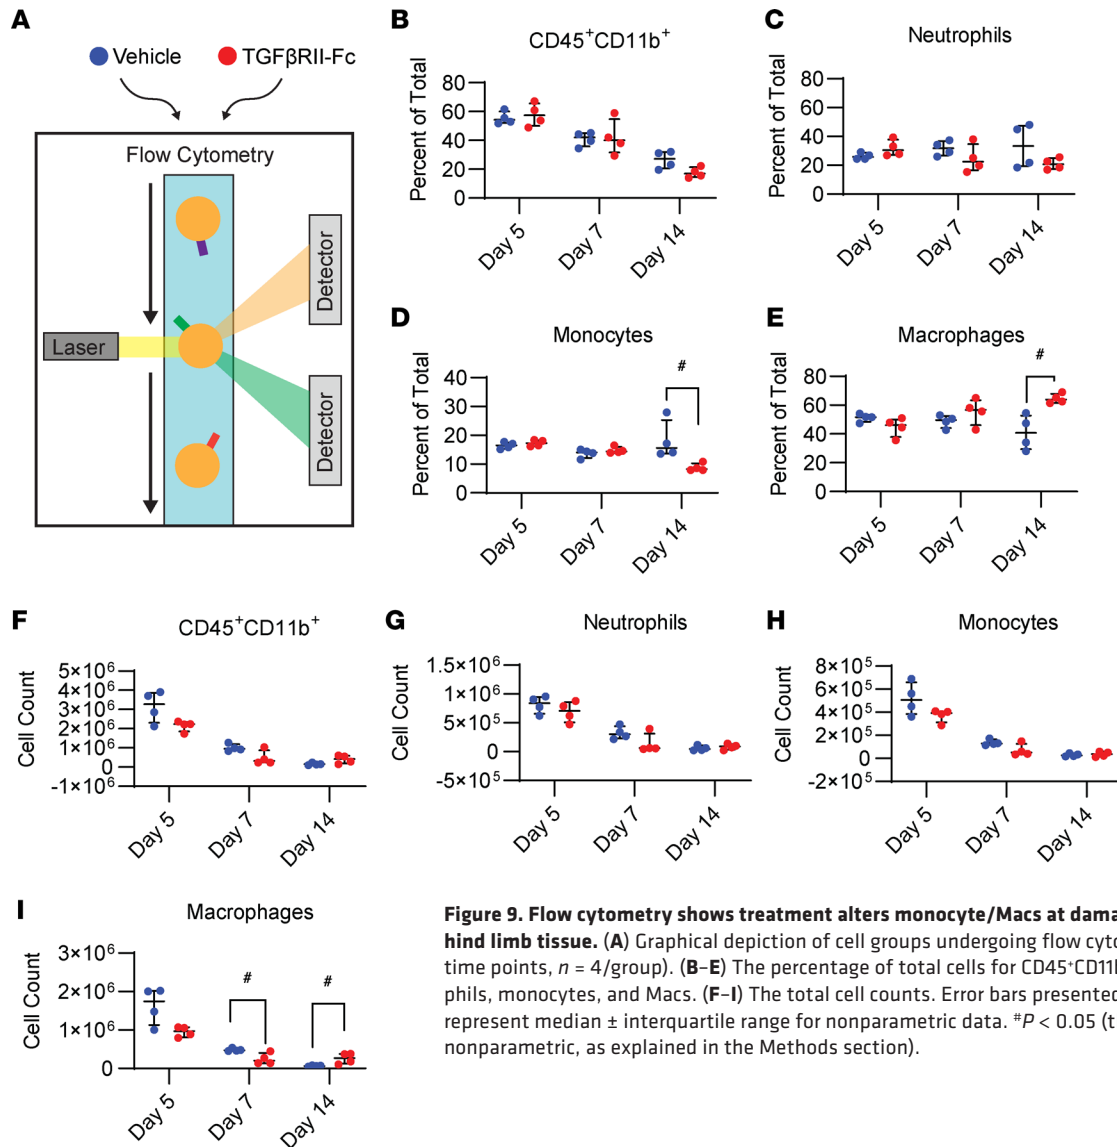 A
Vehicle
TGFβRII-Fc
Flow Cytometry
Detector
Laser
Detector
B
CD45⁺CD11b⁺
Percent of Total
80
60
40
20
0
Day 5
Day 7
Day 14
C
Neutrophils
Percent of Total
80
60
40
20
0
Day 5
Day 7
Day 14
D
Monocytes
#
Percent of Total
40
30
20
10
0
Day 5
Day 7
Day 14
E
Macrophages
#
Percent of Total
80
60
40
20
0
Day 5
Day 7
Day 14
F
CD45⁺CD11b⁺
Cell Count
5×10⁶
4×10⁶
3×10⁶
2×10⁶
1×10⁶
0
-1×10⁶
Day 5
Day 7
Day 14
G
Neutrophils
Cell Count
1.5×10⁶
1×10⁶
5×10⁵
0
-5×10⁵
Day 5
Day 7
Day 14
H
Monocytes
Cell Count
8×10⁵
6×10⁵
4×10⁵
2×10⁵
0
-2×10⁵
Day 5
Day 7
Day 14
I
Macrophages
# #
Cell Count
3×10⁶
2×10⁶
1×10⁶
0
Day 5
Day 7
Day 14
Figure 9. Flow cytometry shows treatment alters monocyte/Macs at dama
hind limb tissue. (A) Graphical depiction of cell groups undergoing flow cyto
time points, n = 4/group). (B–E) The percentage of total cells for CD45⁺CD11b
phils, monocytes, and Macs. (F–I) The total cell counts. Error bars presented
represent median ± interquartile range for nonparametric data. #P < 0.05 (t
nonparametric, as explained in the Methods section).